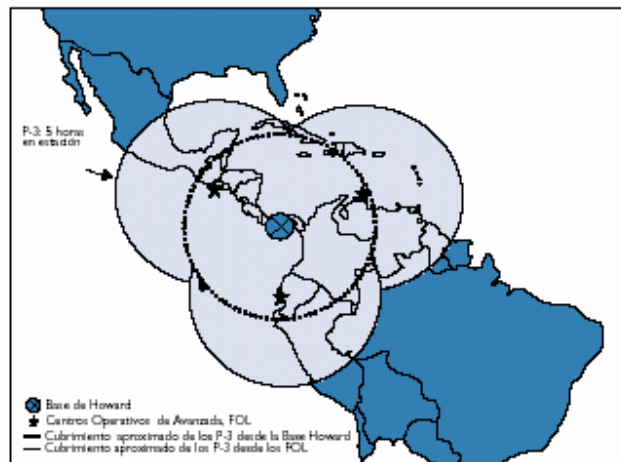 P-3: 5 horas
en estación
Base de Howard
Centros Operativos de Avanzada, FOL
Cubrimiento aproximado de los P-3 desde la Base Howard
Cubrimiento aproximado de los P-3 desde los FOL